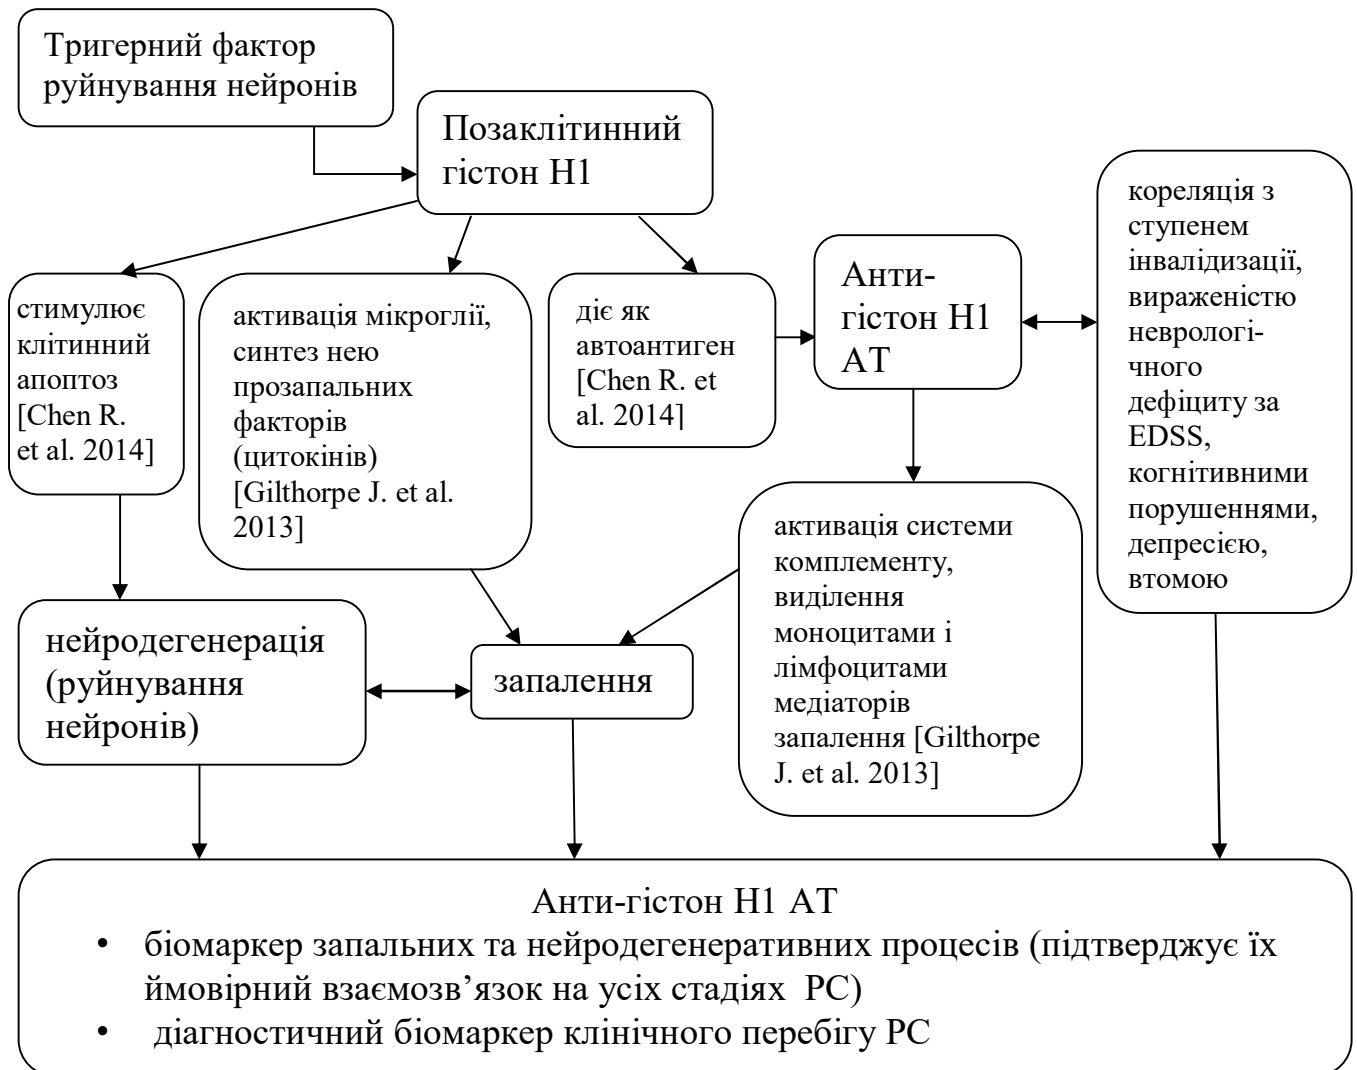 Тригерний фактор
руйнування нейронів
Позаклітинний
гістон Н1
стимулює
клітинний
апоптоз
[Chen R.
et al. 2014]
активація мікроглії,
синтез нею
прозапальних
факторів
(цитокінів)
[Gilthorpe J. et al.
2013]
діє як
автоантиген
[Chen R. et
al. 2014]
Анти-
гістон Н1
АТ
кореляція з
ступенем
інвалідизації,
вираженістю
неврологі-
чного
дефіциту за
EDSS,
когнітивними
порушеннями,
депресією,
втомою
активація системи
комплементу,
виділення
моноцитами і
лімфоцитами
медіаторів
запалення [Gilthorpe
J. et al. 2013]
нейродегенерація
(руйнування
нейронів)
запалення
Анти-гістон Н1 АТ
• біомаркер запальних та нейродегенеративних процесів (підтверджує їх
ймовірний взаємозв’язок на усіх стадіях РС)
• діагностичний біомаркер клінічного перебігу РС